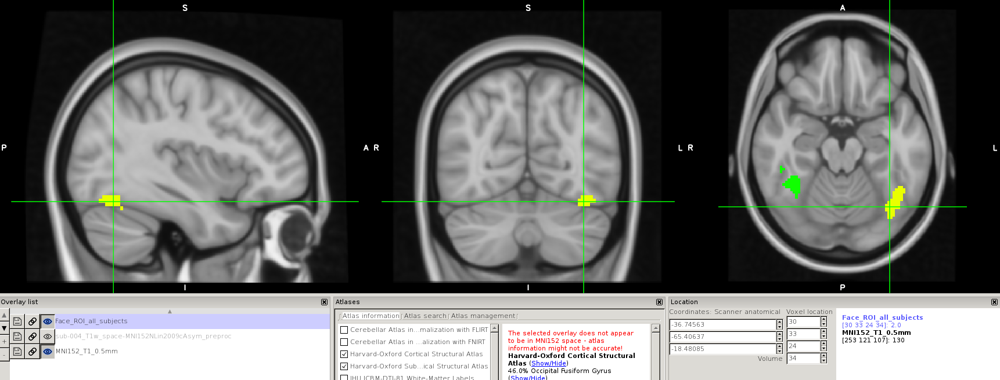 S
S
A
P
A R
L R
L
I
I
P
Overlay list
Atlases
Location
Face_ROI_all_subjects
sub-004_T1w_space-MNI152NLin2009cAsym_preproc
MNI152_T1_0.5mm
Atlas information
Atlas search
Atlas management
Cerebellar Atlas in...malization with FLIRT
Cerebellar Atlas in ...alization with FNIRT
Harvard-Oxford Cortical Structural Atlas
Harvard-Oxford Sub...ical Structural Atlas
JHU ICBM-DTI-81 White-Matter Labels
The selected overlay does not appear
to be in MNI152 space - atlas
information might not be accurate!
Harvard-Oxford Cortical Structural
Atlas (Show/Hide)
46.0% Occipital Fusiform Gyrus
(Show/Hide)
Coordinates: Scanner anatomical
Voxel location
-36.74563
-65.40637
-18.48085
Volume
30
33
24
34
Face_ROI_all_subjects
[30 33 24 34]: 2.0
MNI152_T1_0.5mm
[253 121 107]: 130